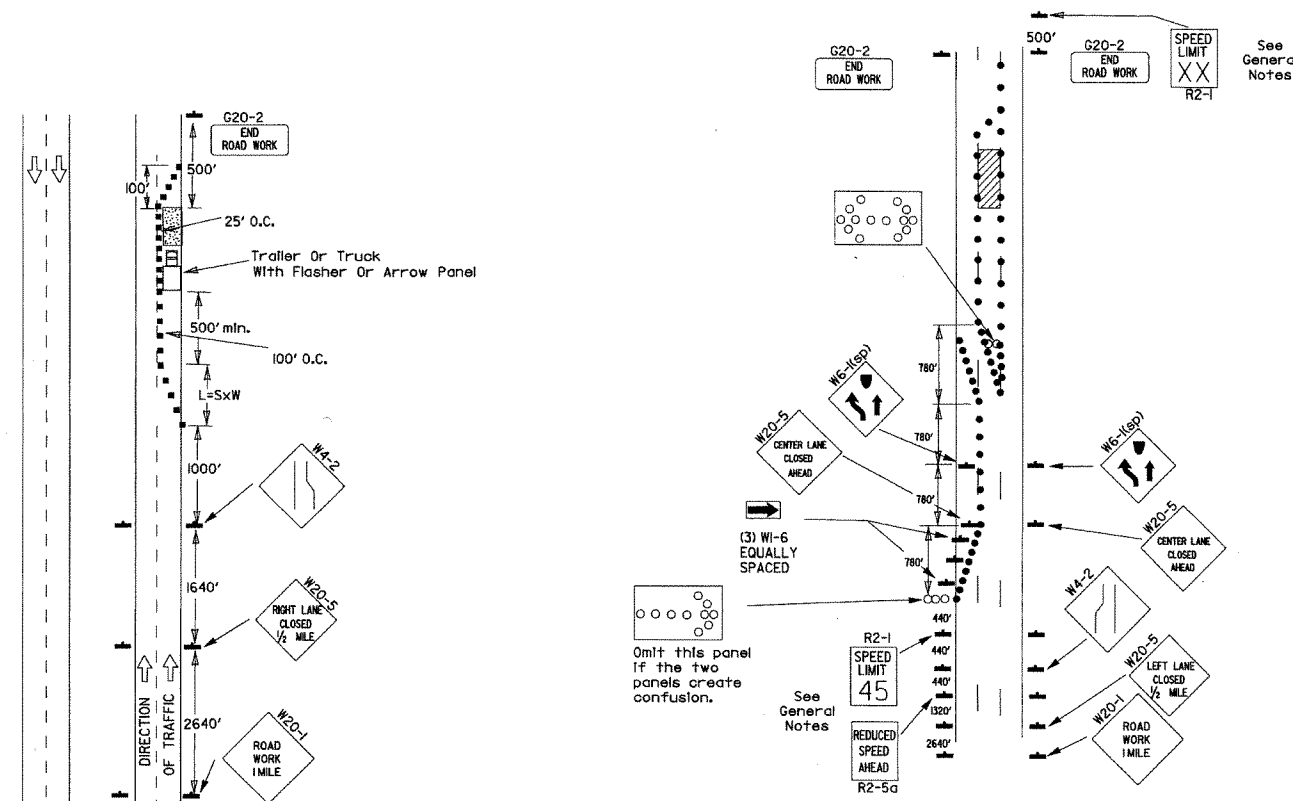 G20-2
END
ROAD WORK
500'
100'
25' O.C.
Trailer Or Truck
With Flasher Or Arrow Panel
500' min.
100' O.C.
L=SxW
1000'
W4-2
1640'
W20-5
RIGHT LANE
CLOSED
1/2 MILE
DIRECTION
OF TRAFFIC
2640'
W20-1
ROAD
WORK
1 MILE
G20-2
END
ROAD WORK
500'
SPEED
LIMIT
XX
R2-1
See
General
Notes
G20-2
END
ROAD WORK
780'
W6-1(sp)
780'
W20-5
CENTER LANE
CLOSED
AHEAD
780'
(3) W1-6
EQUALLY
SPACED
780'
Omit this panel
if the two
panels create
confusion.
440'
R2-1
SPEED
LIMIT
45
440'
440'
See
General
Notes
1320'
REDUCED
SPEED
AHEAD
R2-5a
2640'
W6-1(sp)
W20-5
CENTER LANE
CLOSED
AHEAD
W4-2
W20-5
LEFT LANE
CLOSED
1/2 MILE
W20-1
ROAD
WORK
1 MILE